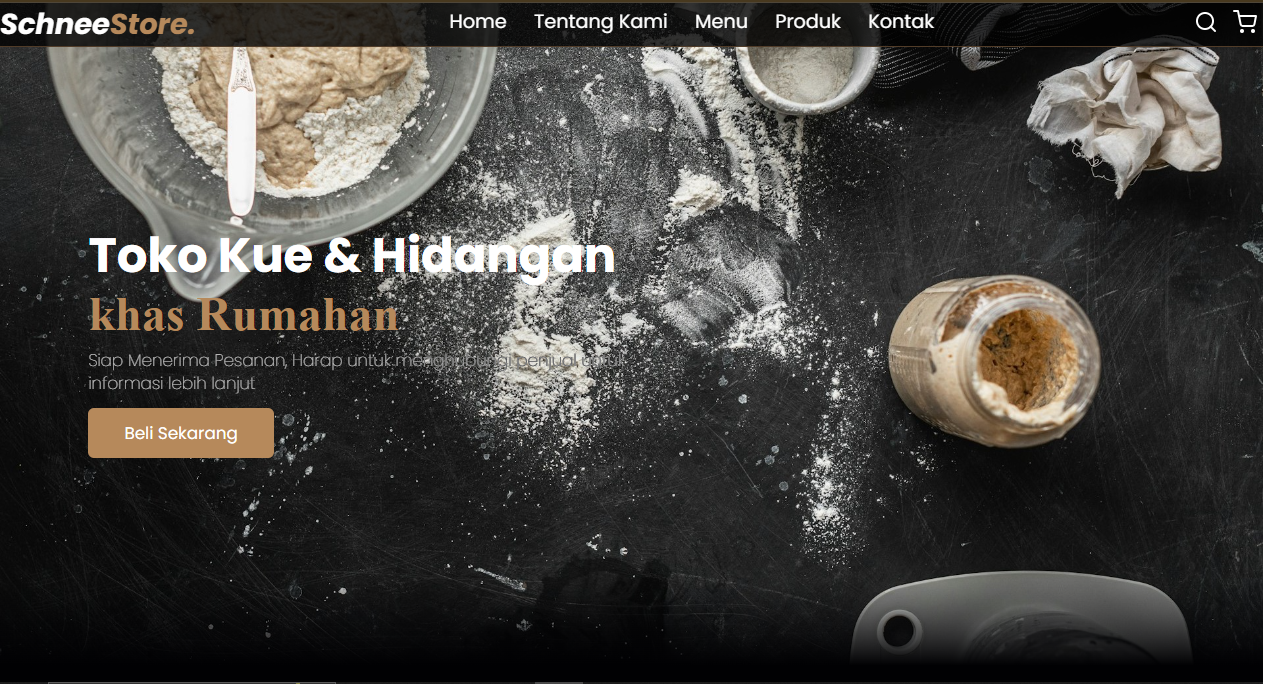 SchneeStore.
Home Tentang Kami Menu Produk Kontak
Toko Kue & Hidangan
khas Rumahan
Siap Menerima Pesanan, Harap untuk menghubungi penjual untuk
informasi lebih lanjut
Beli Sekarang